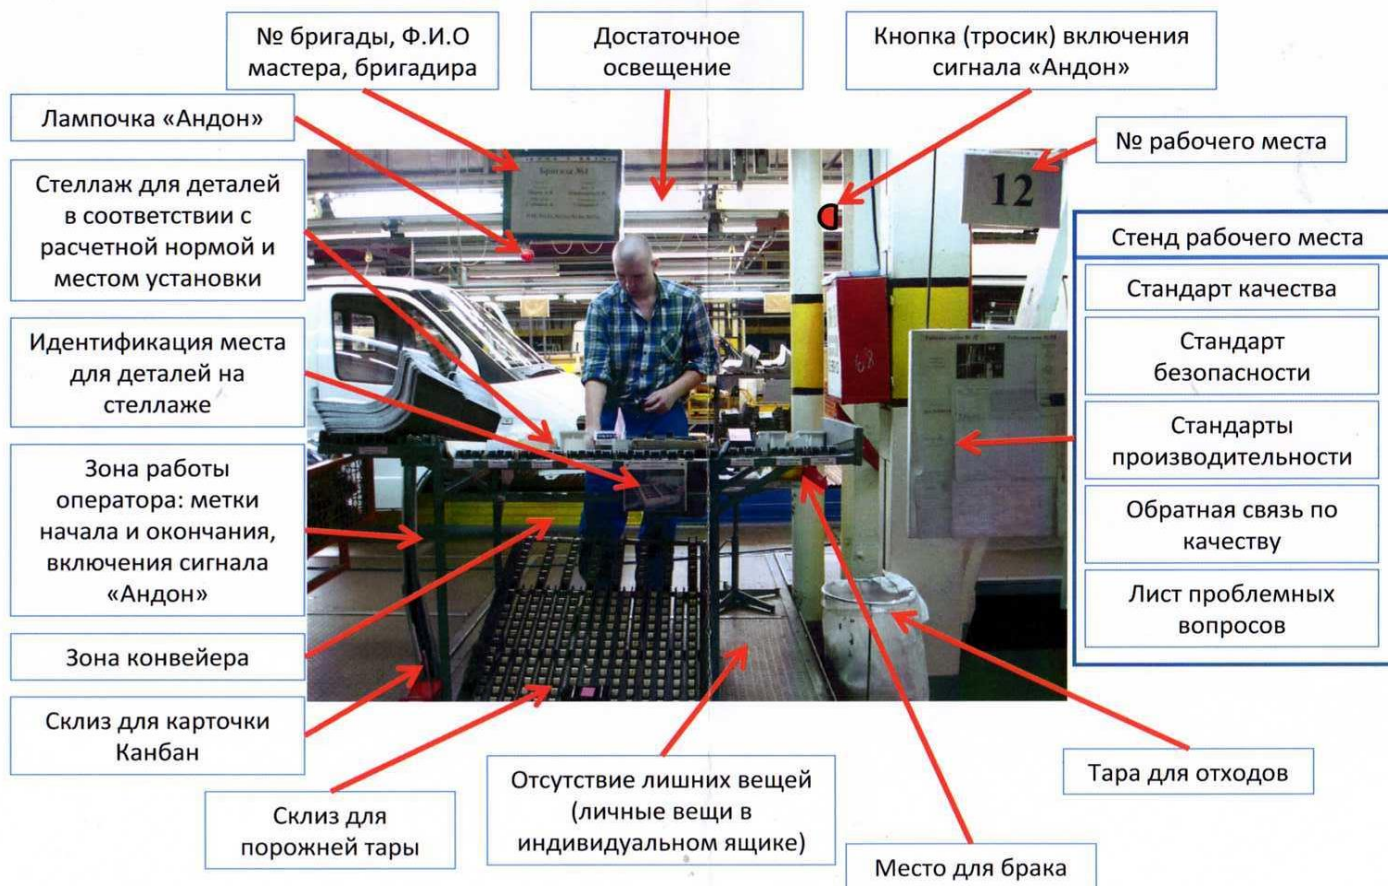 № бригады, Ф.И.О
мастера, бригадира
Достаточное
освещение
Кнопка (тросик) включения
сигнала «Андон»
Лампочка «Андон»
№ рабочего места
Стеллаж для деталей
в соответствии с
расчетной нормой и
местом установки
Бригада №1
12
Стенд рабочего места
Стандарт качества
Идентификация места
для деталей на
стеллаже
Стандарт
безопасности
Стандарты
производительности
Зона работы
оператора: метки
начала и окончания,
включения сигнала
«Андон»
Обратная связь по
качеству
Лист проблемных
вопросов
Зона конвейера
Склиз для карточки
Канбан
Склиз для
порожней тары
Отсутствие лишних вещей
(личные вещи в
индивидуальном ящике)
Тара для отходов
Место для брака